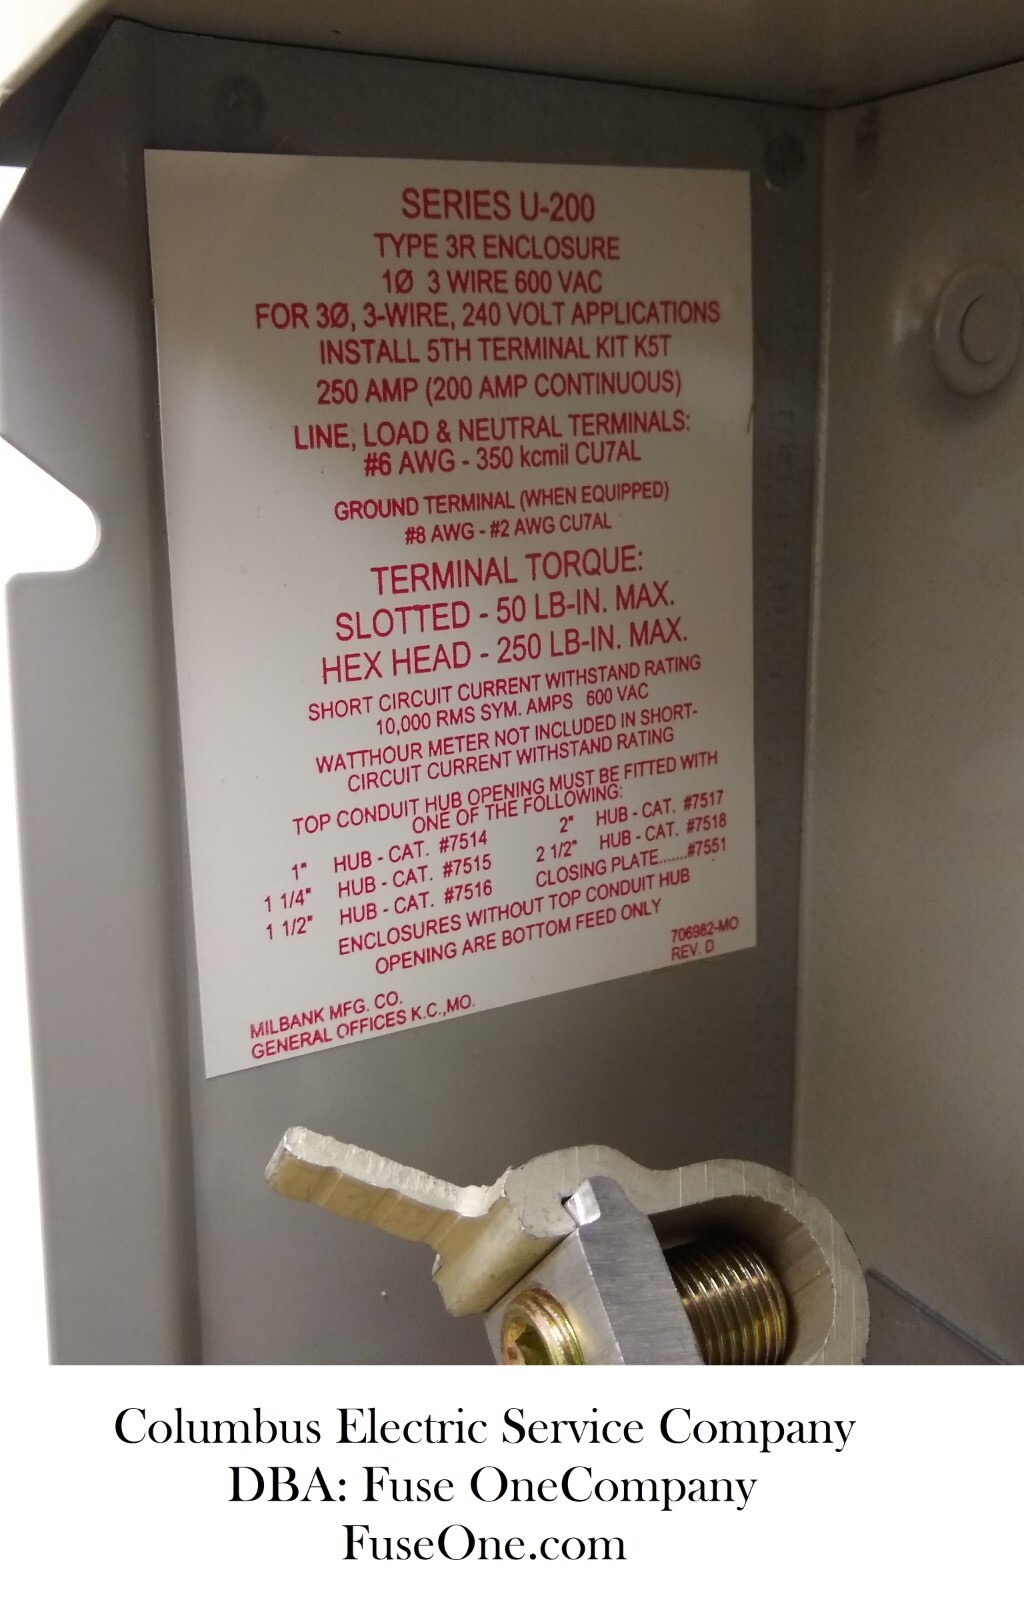 SERIES U-200
TYPE 3R ENCLOSURE
1Ø 3 WIRE 600 VAC
FOR 3Ø, 3-WIRE, 240 VOLT APPLICATIONS
INSTALL 5TH TERMINAL KIT K5T
250 AMP (200 AMP CONTINUOUS)
LINE, LOAD & NEUTRAL TERMINALS:
#6 AWG - 350 kcmil CU7AL
GROUND TERMINAL (WHEN EQUIPPED)
#8 AWG - #2 AWG CU7AL
TERMINAL TORQUE:
SLOTTED - 50 LB-IN. MAX.
HEX HEAD - 250 LB-IN. MAX.
SHORT CIRCUIT CURRENT WITHSTAND RATING
10,000 RMS SYM. AMPS 600 VAC
WATTHOUR METER NOT INCLUDED IN SHORT-
CIRCUIT CURRENT WITHSTAND RATING
TOP CONDUIT HUB OPENING MUST BE FITTED WITH
ONE OF THE FOLLOWING:
1" HUB - CAT. #7514 2" HUB - CAT. #7517
1 1/4" HUB - CAT. #7515 2 1/2" HUB - CAT. #7518
1 1/2" HUB - CAT. #7516 CLOSING PLATE.......#7551
ENCLOSURES WITHOUT TOP CONDUIT HUB
OPENING ARE BOTTOM FEED ONLY
706982-MO
REV. D
MILBANK MFG. CO.
GENERAL OFFICES K.C.,MO.
Columbus Electric Service Company
DBA: Fuse OneCompany
FuseOne.com